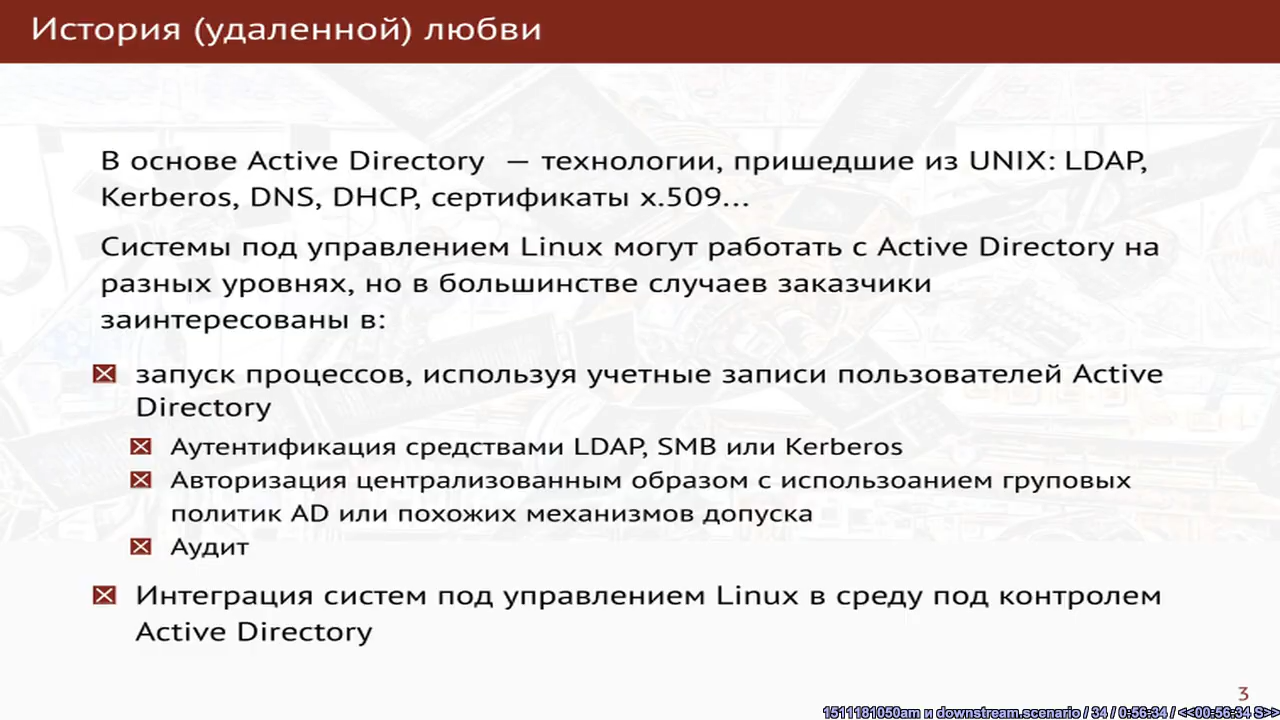 История (удаленной) любви
В основе Active Directory — технологии, пришедшие из UNIX: LDAP,
Kerberos, DNS, DHCP, сертификаты x.509...
Системы под управлением Linux могут работать с Active Directory на
разных уровнях, но в большинстве случаев заказчики
заинтересованы в:
запуск процессов, используя учетные записи пользователей Active
Directory
Аутентификация средствами LDAP, SMB или Kerberos
Авторизация централизованным образом с использоанием груповых
политик AD или похожих механизмов допуска
Аудит
Интеграция систем под управлением Linux в среду под контролем
Active Directory
3
1511181050am и downstream.scenario / 34 / 0:56:34 / <<00:56:34 S>>